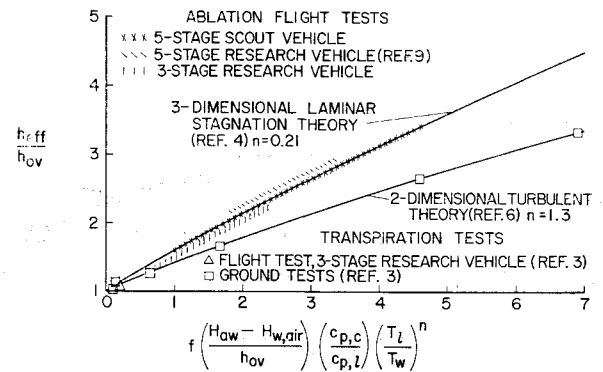 ABLATION FLIGHT TESTS
××× 5-STAGE SCOUT VEHICLE
5-STAGE RESEARCH VEHICLE (REF. 9)
3-STAGE RESEARCH VEHICLE
3-DIMENSIONAL LAMINAR
STAGNATION THEORY
(REF. 4) n=0.21
2-DIMENSIONAL TURBULENT
THEORY (REF. 6) n=1.3
TRANSPIRATION TESTS
△ FLIGHT TEST, 3-STAGE RESEARCH VEHICLE (REF. 3)
□ GROUND TESTS (REF. 3)
5
4
3
2
1
h_eff / h_ov
0 1 2 3 4 5 6 7
f ( (H_aw − H_w,air) / h_ov ) ( c_p,c / c_p,l ) ( T_l / T_w )^n